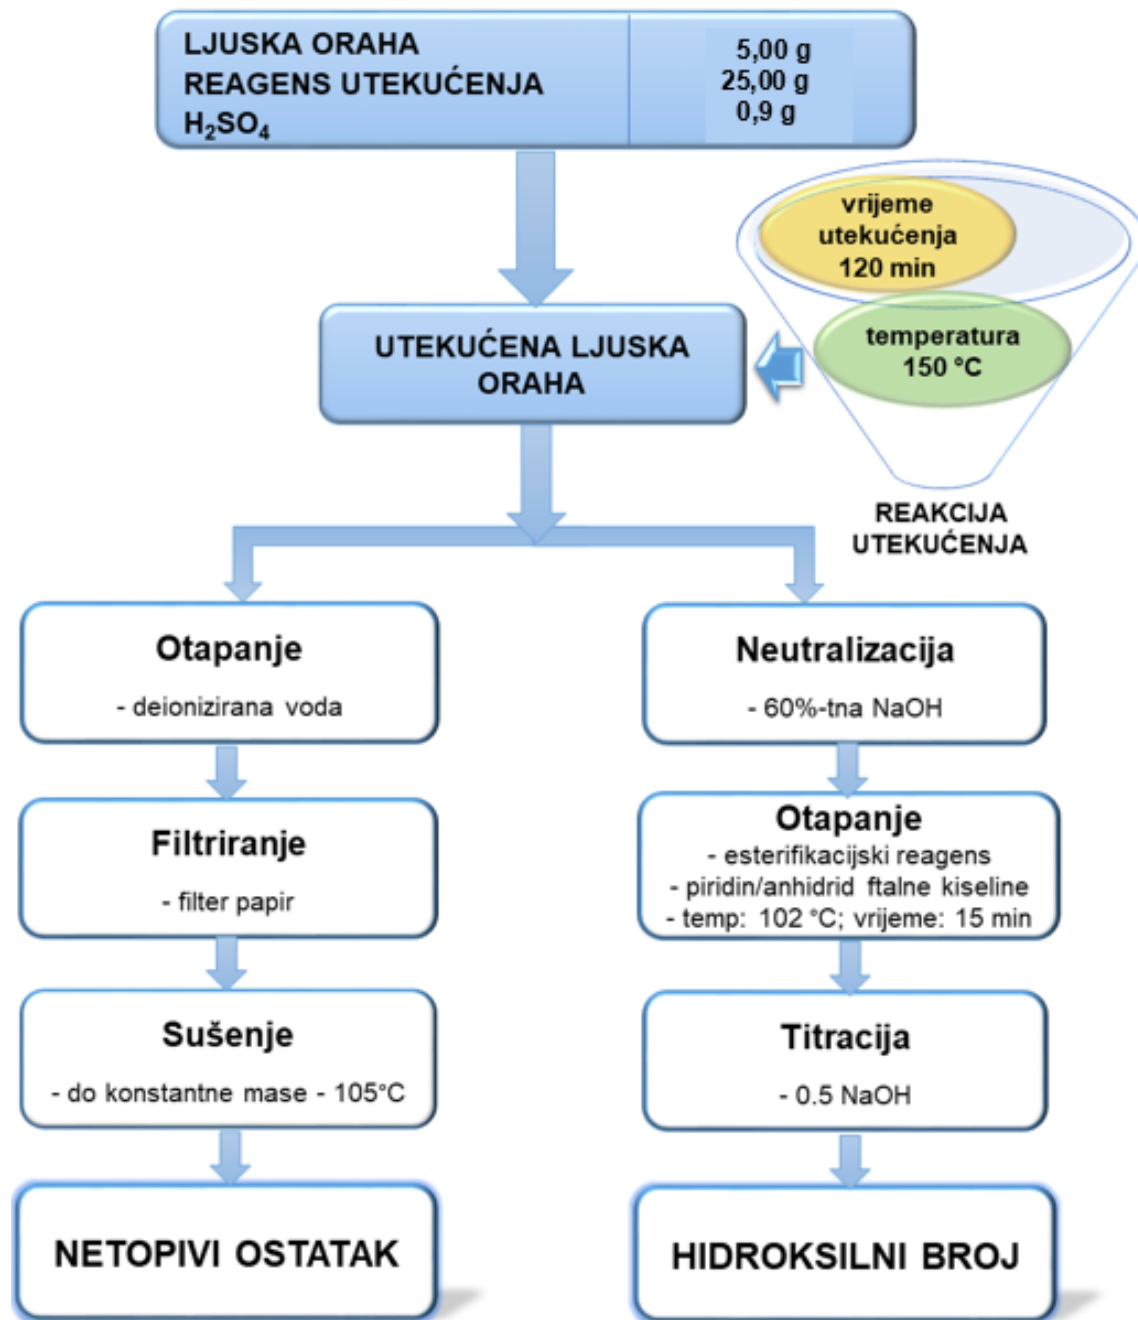 LJUSKA ORAHA 5,00 g
REAGENS UTEKUĆENJA 25,00 g
H₂SO₄ 0,9 g
vrijeme
utekućenja
120 min
temperatura
150 °C
REAKCIJA
UTEKUĆENJA
UTEKUĆENA LJUSKA
ORAHA
Otapanje
- deionizirana voda
Filtriranje
- filter papir
Sušenje
- do konstantne mase - 105°C
NETOPIVI OSTATAK
Neutralizacija
- 60%-tna NaOH
Otapanje
- esterifikacijski reagens
- piridin/anhidrid ftalne kiseline
- temp: 102 °C; vrijeme: 15 min
Titracija
- 0.5 NaOH
HIDROKSILNI BROJ